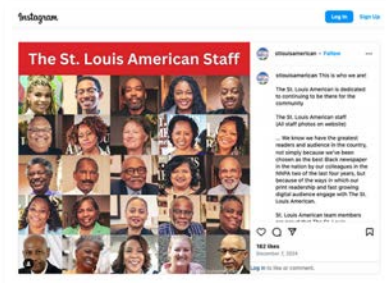 Instagram
Log In
Sign Up
The St. Louis American Staff
stlouisamerican • Follow
stlouisamerican This is who we are!
The St. Louis American is dedicated
to continuing to be there for the
community
The St. Louis American staff
(All staff photos on website)
... We know we have the greatest
readers and audience in the country,
not simply because we've been
chosen as the best Black newspaper
in the nation by our colleagues in the
NNPA two of the last four years, but
because of the ways in which our
print readership and fast growing
digital audience engage with The St.
Louis American.
St. Louis American team members
162 likes
December 7, 2024
Log in to like or comment.